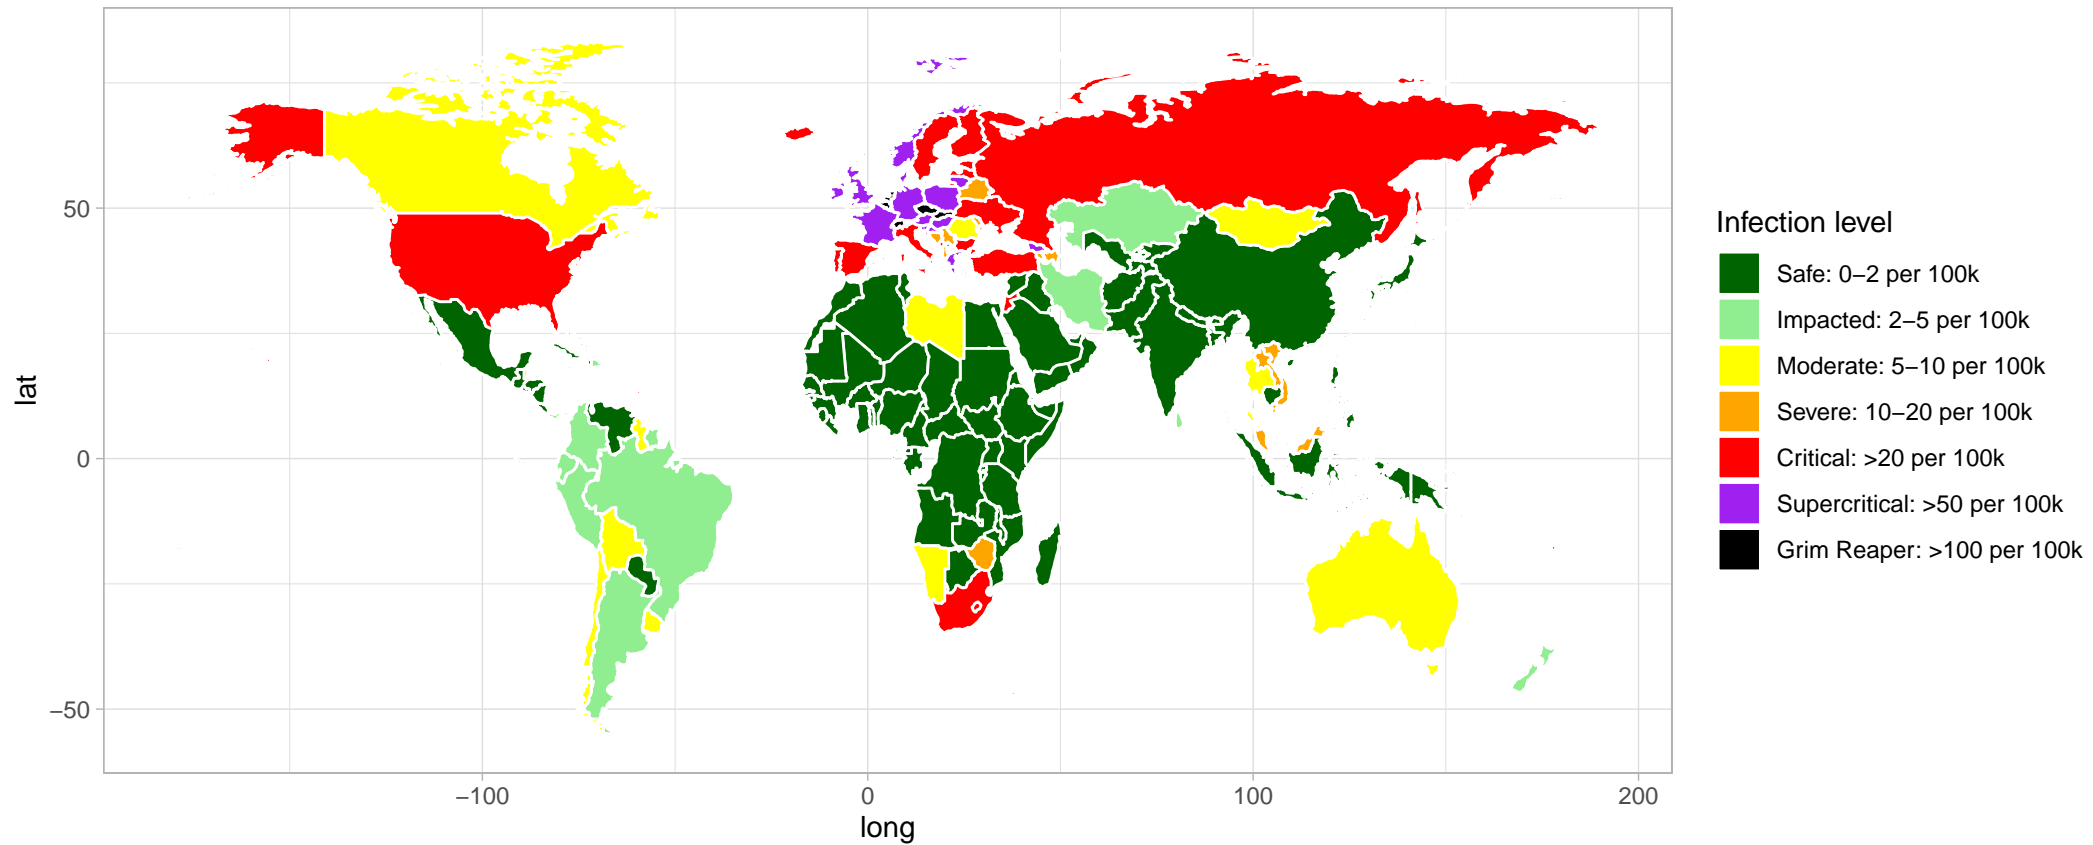 50
0
−50
lat
−100
0
100
200
long
Infection level
Safe: 0−2 per 100k
Impacted: 2−5 per 100k
Moderate: 5−10 per 100k
Severe: 10−20 per 100k
Critical: >20 per 100k
Supercritical: >50 per 100k
Grim Reaper: >100 per 100k